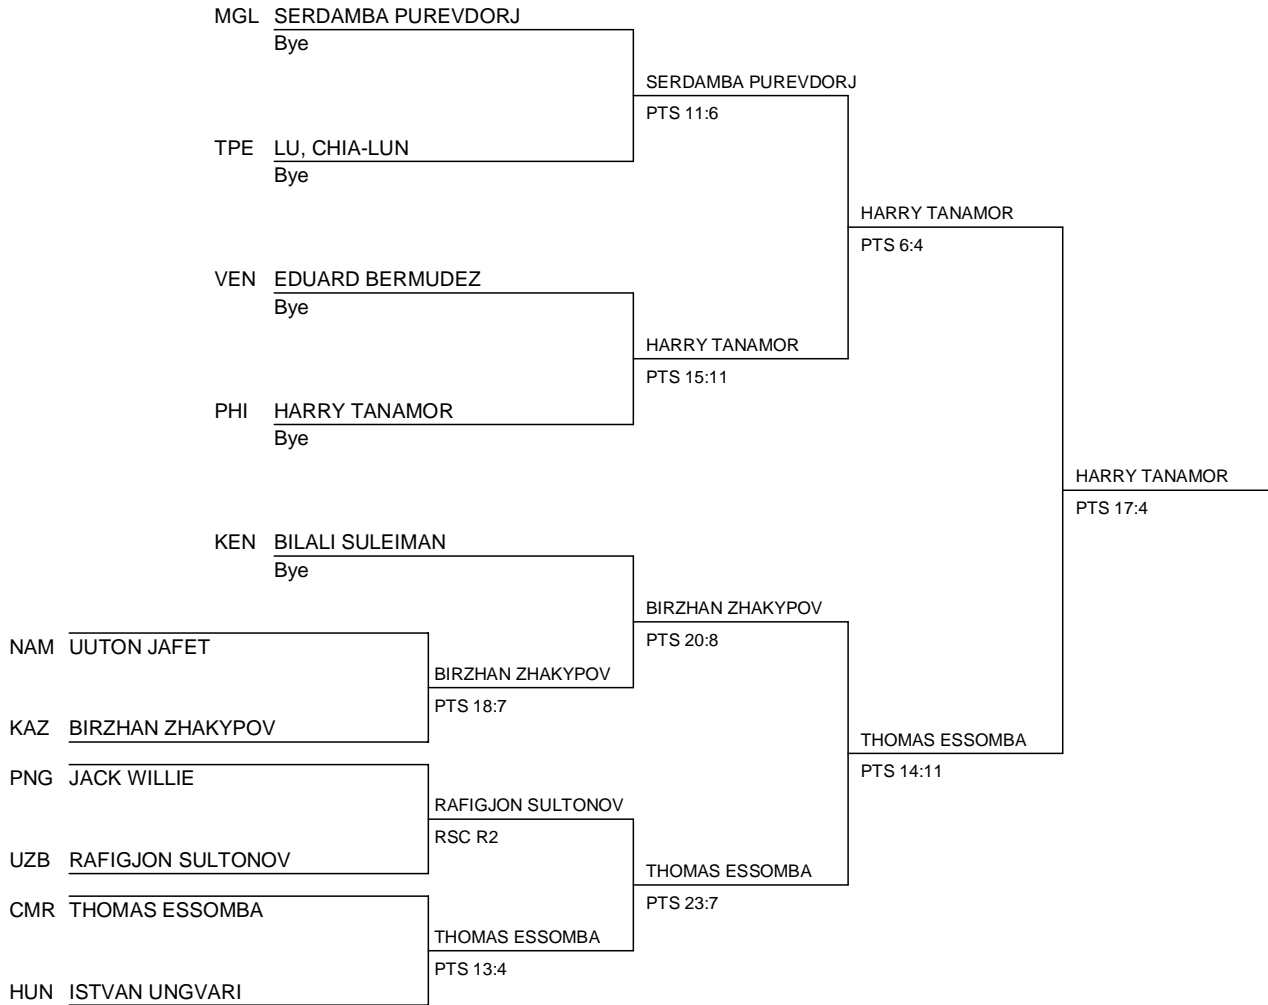 MGL SERDAMBA PUREVDORJ
Bye
SERDAMBA PUREVDORJ
PTS 11:6
TPE LU, CHIA-LUN
Bye
HARRY TANAMOR
PTS 6:4
VEN EDUARD BERMUDEZ
Bye
HARRY TANAMOR
PTS 15:11
PHI HARRY TANAMOR
Bye
HARRY TANAMOR
PTS 17:4
KEN BILALI SULEIMAN
Bye
BIRZHAN ZHAKYPOV
PTS 20:8
NAM UUTON JAFET
BIRZHAN ZHAKYPOV
PTS 18:7
KAZ BIRZHAN ZHAKYPOV
THOMAS ESSOMBA
PTS 14:11
PNG JACK WILLIE
RAFIGJON SULTONOV
RSC R2
UZB RAFIGJON SULTONOV
THOMAS ESSOMBA
PTS 23:7
CMR THOMAS ESSOMBA
THOMAS ESSOMBA
PTS 13:4
HUN ISTVAN UNGVARI